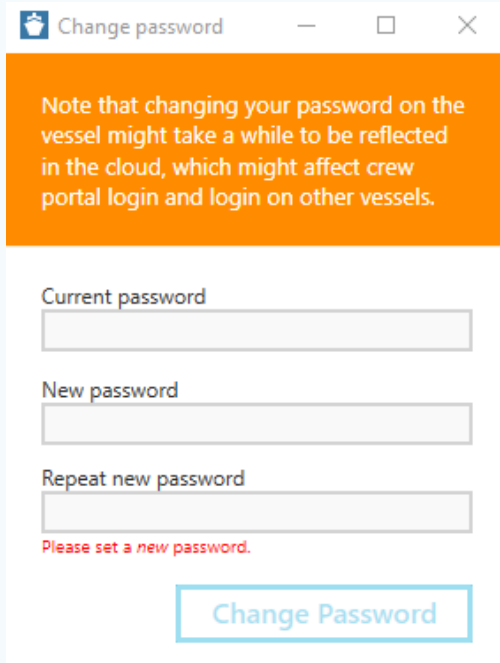 Change password
Note that changing your password on the
vessel might take a while to be reflected
in the cloud, which might affect crew
portal login and login on other vessels.
Current password
New password
Repeat new password
Please set a new password.
Change Password